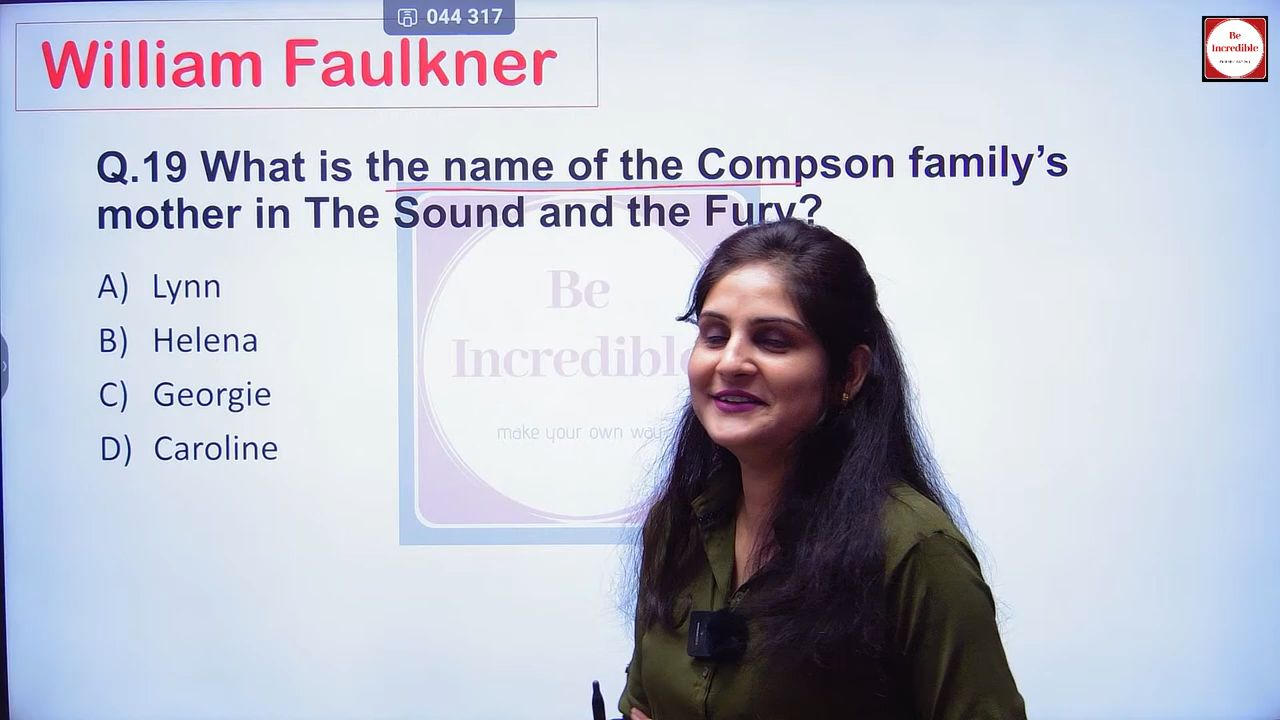 044 317
William Faulkner
Be
Incredible
Q.19 What is the name of the Compson family's
mother in The Sound and the Fury?
A) Lynn
B) Helena
C) Georgie
D) Caroline
Be
Incredible
make your own way